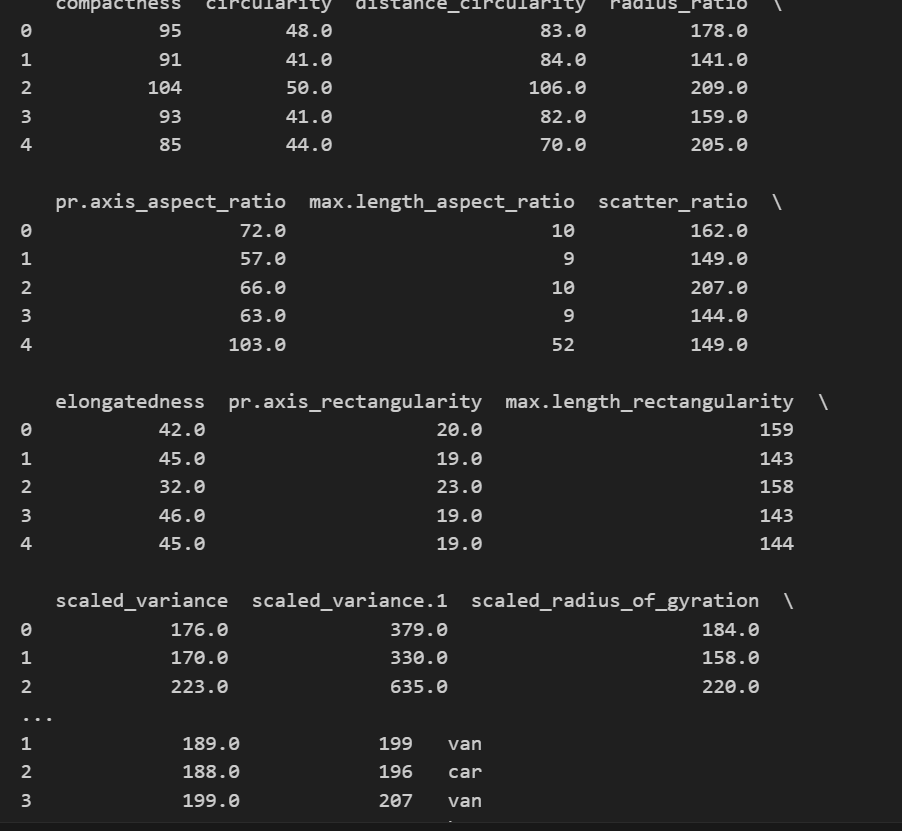 compactness  circularity  distance_circularity  radius_ratio  \
0           95         48.0                  83.0         178.0
1           91         41.0                  84.0         141.0
2          104         50.0                 106.0         209.0
3           93         41.0                  82.0         159.0
4           85         44.0                  70.0         205.0
pr.axis_aspect_ratio  max.length_aspect_ratio  scatter_ratio  \
0                  72.0                       10          162.0
1                  57.0                        9          149.0
2                  66.0                       10          207.0
3                  63.0                        9          144.0
4                 103.0                       52          149.0
elongatedness  pr.axis_rectangularity  max.length_rectangularity  \
0           42.0                    20.0                        159
1           45.0                    19.0                        143
2           32.0                    23.0                        158
3           46.0                    19.0                        143
4           45.0                    19.0                        144
scaled_variance  scaled_variance.1  scaled_radius_of_gyration  \
0            176.0              379.0                      184.0
1            170.0              330.0                      158.0
2            223.0              635.0                      220.0
...
1             189.0            199   van
2             188.0            196   car
3             199.0            207   van